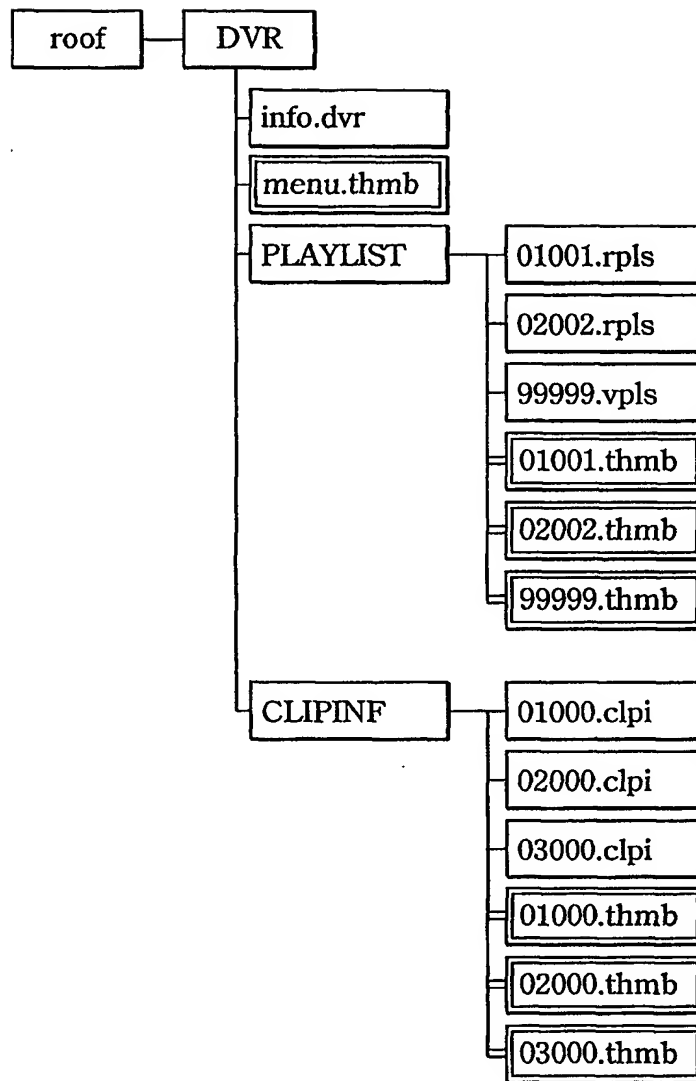 roof
DVR
info.dvr
menu.thmb
PLAYLIST
01001.rpls
02002.rpls
99999.vpls
01001.thmb
02002.thmb
99999.thmb
CLIPINF
01000.clpi
02000.clpi
03000.clpi
01000.thmb
02000.thmb
03000.thmb